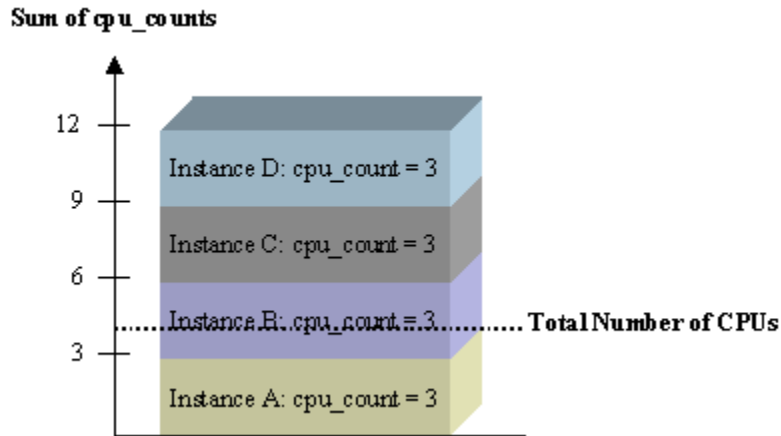 Sum of cpu_counts
12
Instance D: cpu_count = 3
9
Instance C: cpu_count = 3
6
Instance B: cpu_count = 3
Total Number of CPUs
3
Instance A: cpu_count = 3